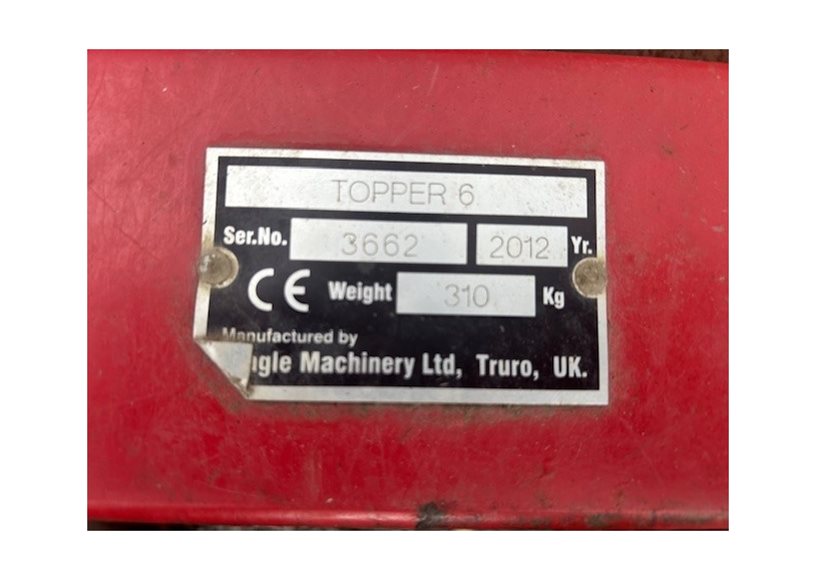 TOPPER 6
Ser.No. 3662 2012 Yr.
CE Weight 310 Kg
Manufactured by
Machinery Ltd, Truro, UK.